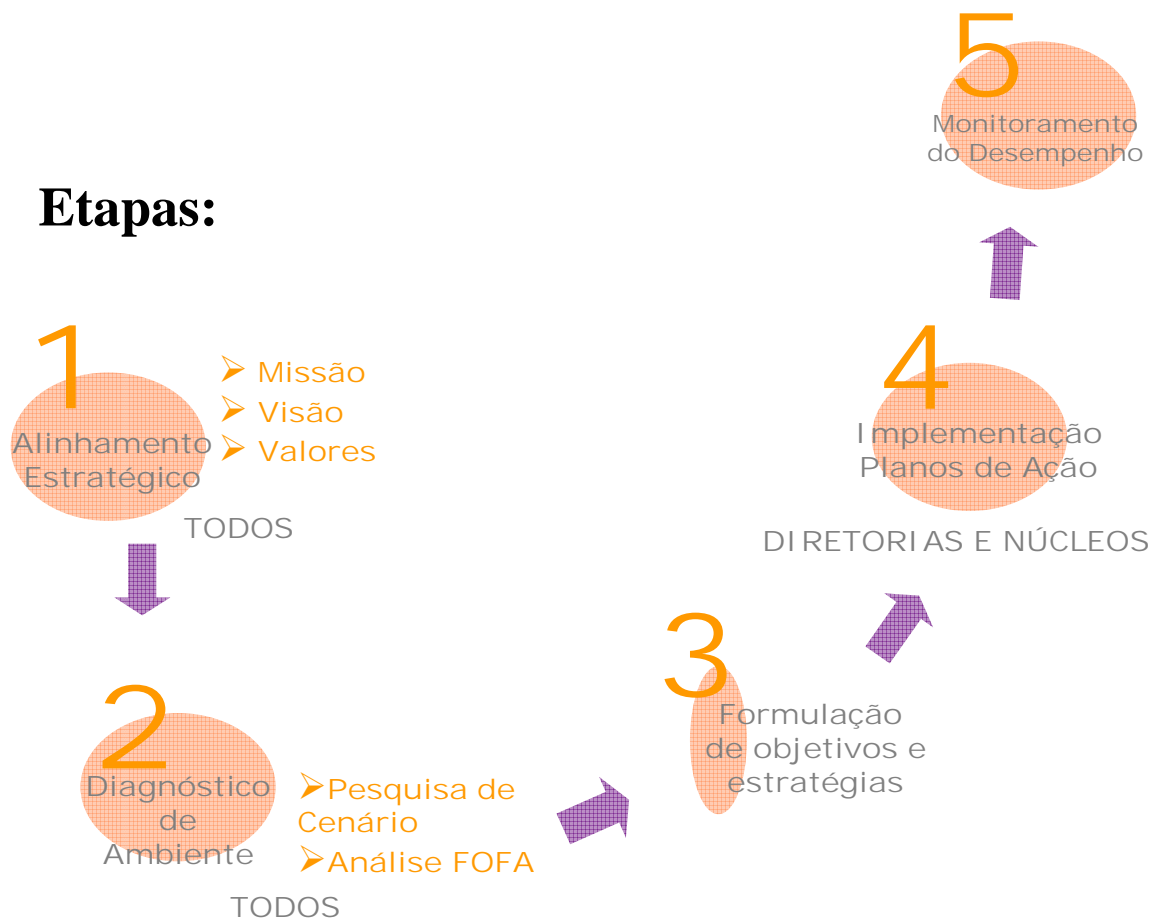 Etapas:
1
Alinhamento
Estratégico
➢ Missão
➢ Visão
➢ Valores
TODOS
2
Diagnóstico
de
Ambiente
➢Pesquisa de
Cenário
➢Análise FOFA
TODOS
3
Formulação
de objetivos e
estratégias
4
Implementação
Planos de Ação
DIRETORIAS E NÚCLEOS
5
Monitoramento
do Desempenho